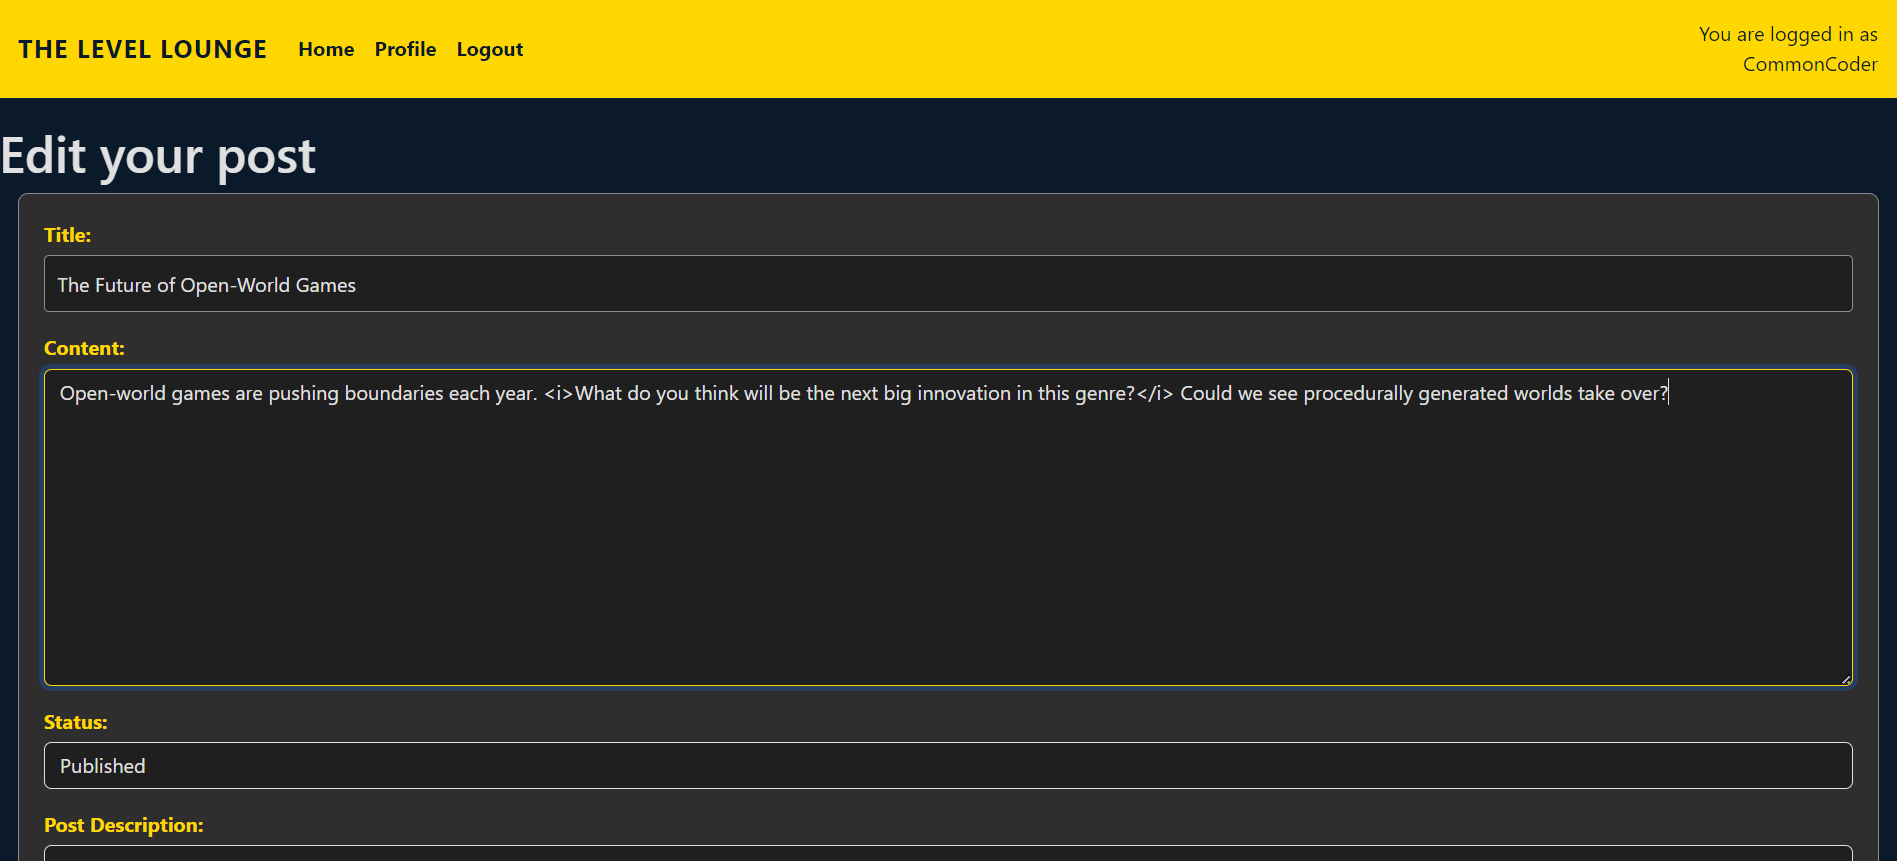 THE LEVEL LOUNGE Home Profile Logout
You are logged in as
CommonCoder
Edit your post
Title:
The Future of Open-World Games
Content:
Open-world games are pushing boundaries each year. <i>What do you think will be the next big innovation in this genre?</i> Could we see procedurally generated worlds take over?
Status:
Published
Post Description: